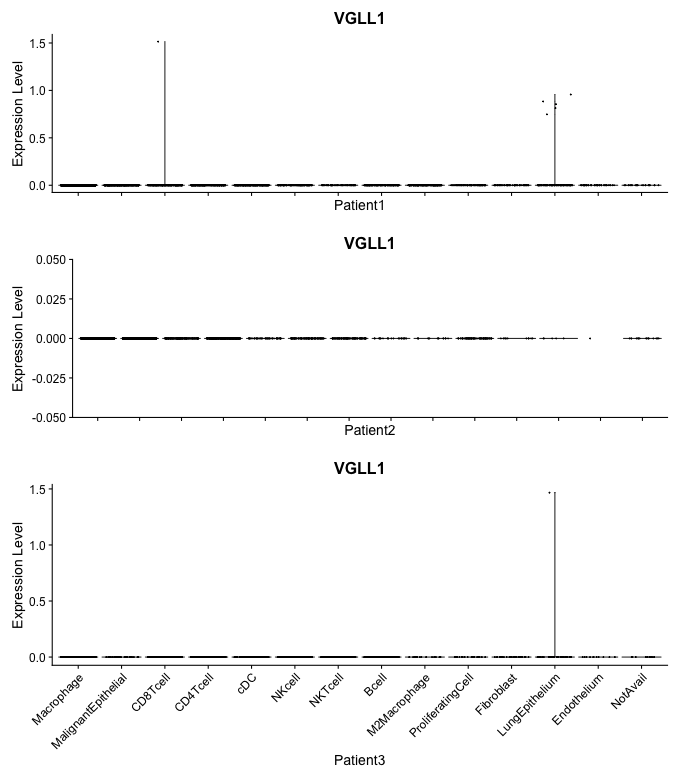 VGLL1
Expression Level
1.5
1.0
0.5
0.0
Patient1
VGLL1
Expression Level
0.050
0.025
0.000
-0.025
-0.050
Patient2
VGLL1
Expression Level
1.5
1.0
0.5
0.0
Macrophage
MalignantEpithelial
CD8Tcell
CD4Tcell
cDC
NKcell
NKTcell
Bcell
M2Macrophage
ProliferatingCell
Fibroblast
LungEpithelium
Endothelium
NotAvail
Patient3